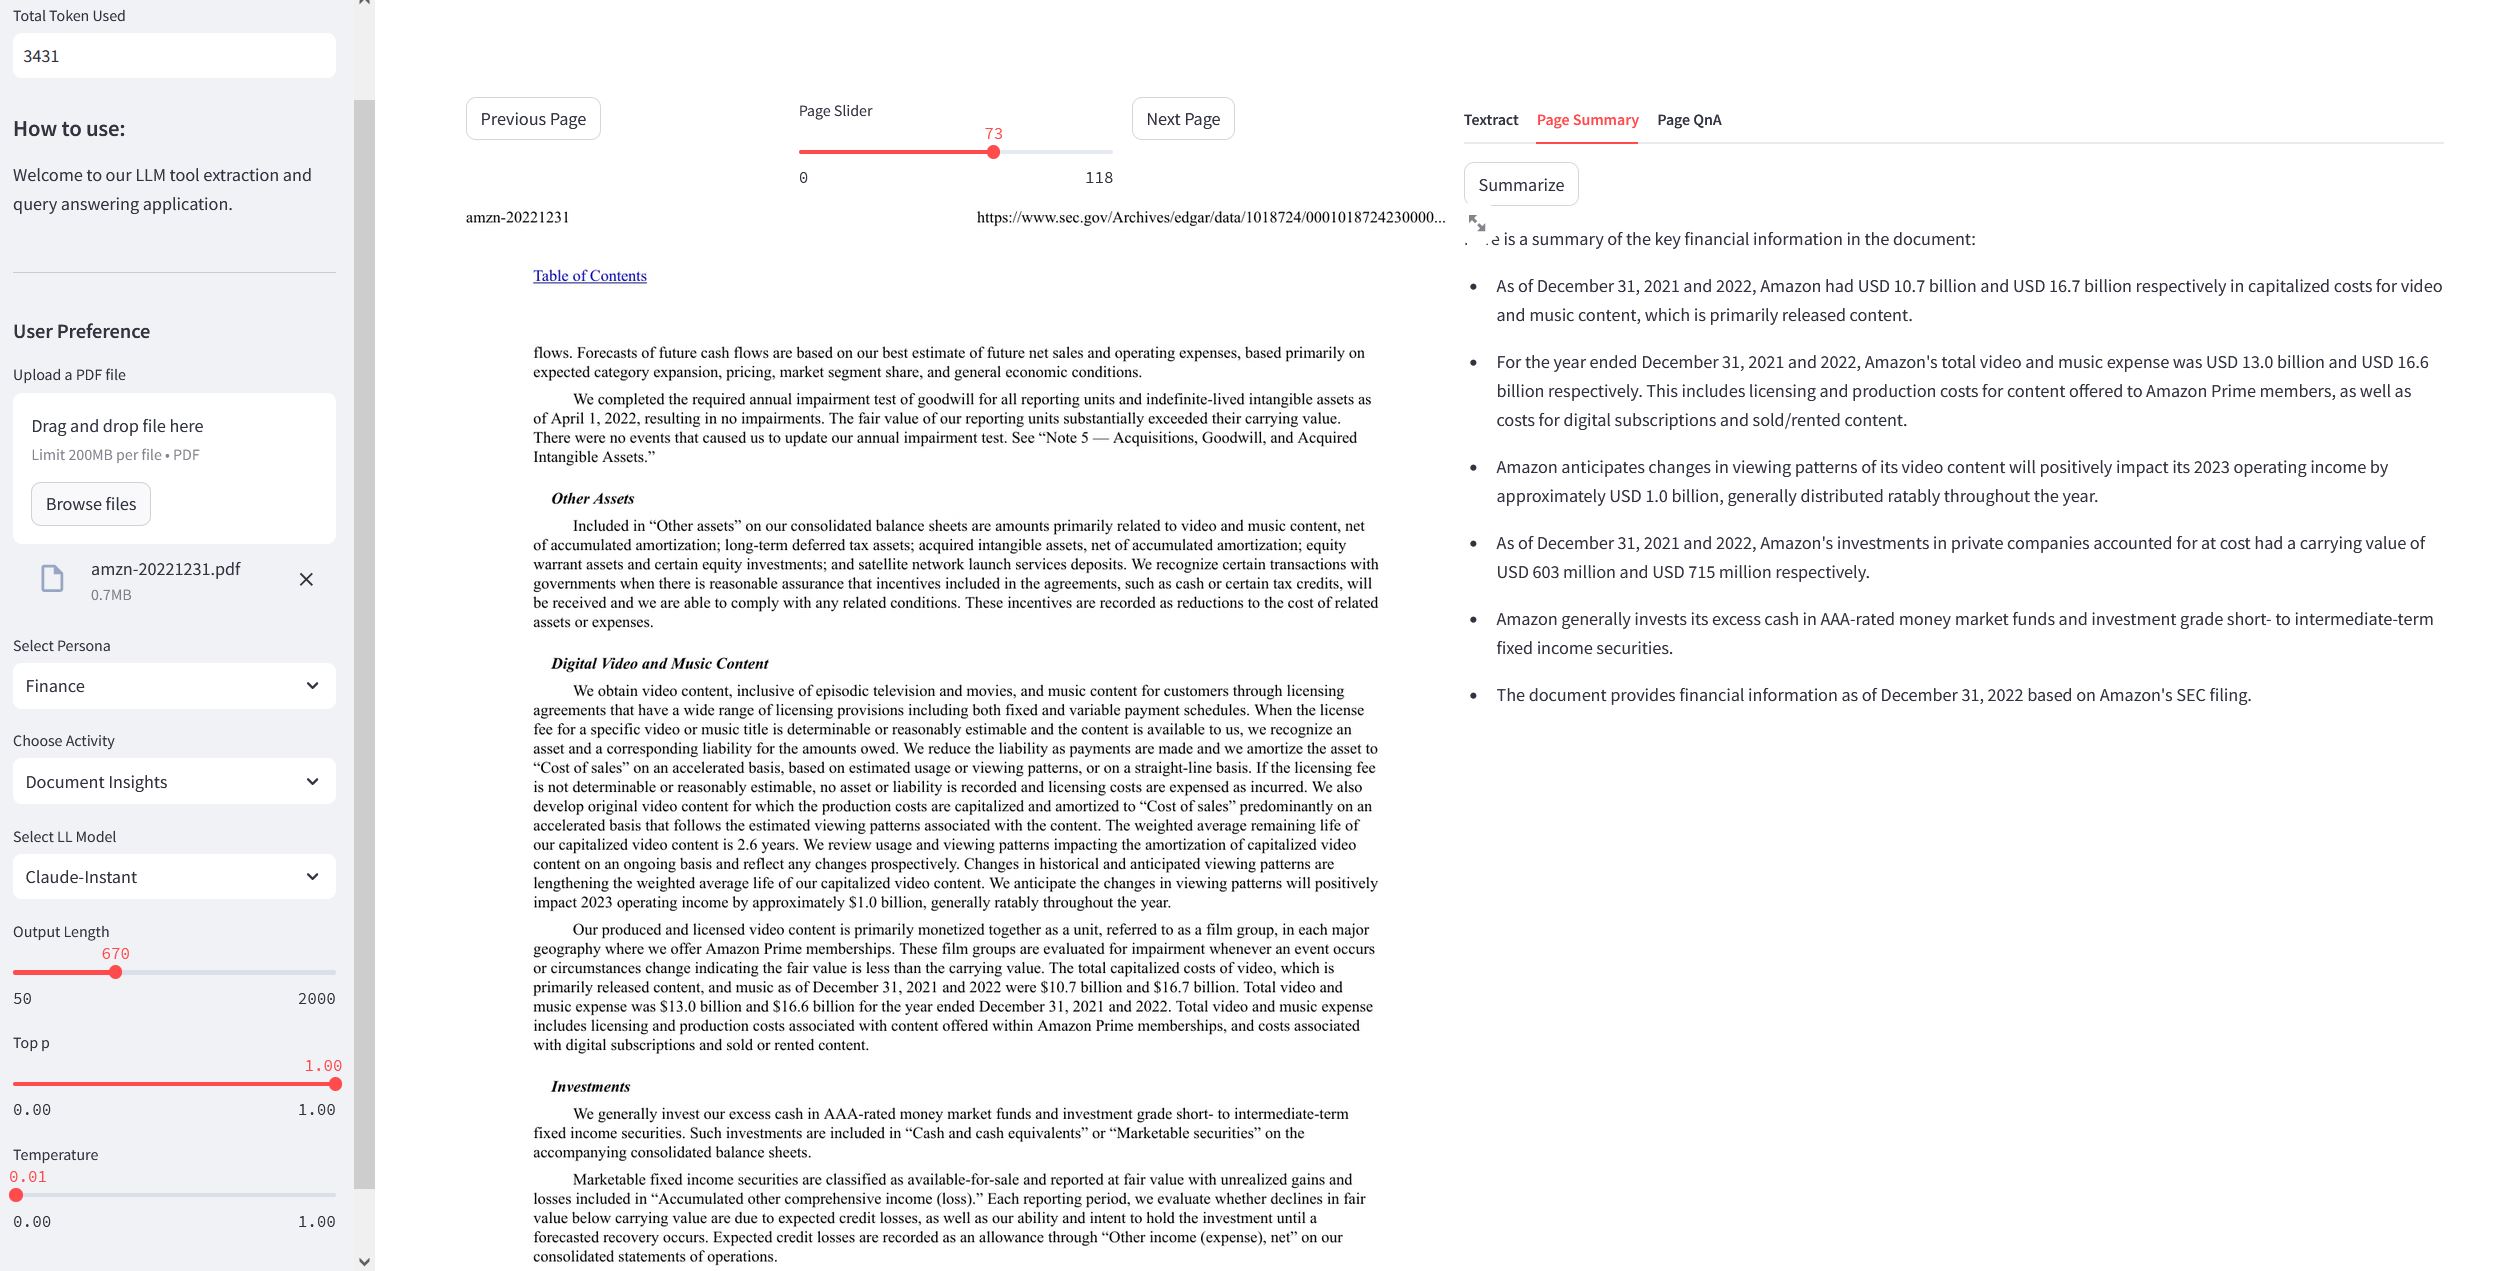 Total Token Used
3431
How to use:
Welcome to our LLM tool extraction and
query answering application.
User Preference
Upload a PDF file
Drag and drop file here
Limit 200MB per file • PDF
Browse files
amzn-20221231.pdf
0.7MB
Select Persona
Finance
Choose Activity
Document Insights
Select LL Model
Claude-Instant
Output Length
670
50 2000
Top p
1.00
0.00 1.00
Temperature
0.01
0.00 1.00
Previous Page
Page Slider
73
0 118
Next Page
amzn-20221231 https://www.sec.gov/Archives/edgar/data/1018724/0001018724230000...
Table of Contents
flows. Forecasts of future cash flows are based on our best estimate of future net sales and operating expenses, based primarily on
expected category expansion, pricing, market segment share, and general economic conditions.
We completed the required annual impairment test of goodwill for all reporting units and indefinite-lived intangible assets as
of April 1, 2022, resulting in no impairments. The fair value of our reporting units substantially exceeded their carrying value.
There were no events that caused us to update our annual impairment test. See “Note 5 — Acquisitions, Goodwill, and Acquired
Intangible Assets.”
Other Assets
Included in “Other assets” on our consolidated balance sheets are amounts primarily related to video and music content, net
of accumulated amortization; long-term deferred tax assets; acquired intangible assets, net of accumulated amortization; equity
warrant assets and certain equity investments; and satellite network launch services deposits. We recognize certain transactions with
governments when there is reasonable assurance that incentives included in the agreements, such as cash or certain tax credits, will
be received and we are able to comply with any related conditions. These incentives are recorded as reductions to the cost of related
assets or expenses.
Digital Video and Music Content
We obtain video content, inclusive of episodic television and movies, and music content for customers through licensing
agreements that have a wide range of licensing provisions including both fixed and variable payment schedules. When the license
fee for a specific video or music title is determinable or reasonably estimable and the content is available to us, we recognize an
asset and a corresponding liability for the amounts owed. We reduce the liability as payments are made and we amortize the asset to
“Cost of sales” on an accelerated basis, based on estimated usage or viewing patterns, or on a straight-line basis. If the licensing fee
is not determinable or reasonably estimable, no asset or liability is recorded and licensing costs are expensed as incurred. We also
develop original video content for which the production costs are capitalized and amortized to “Cost of sales” predominantly on an
accelerated basis that follows the estimated viewing patterns associated with the content. The weighted average remaining life of
our capitalized video content is 2.6 years. We review usage and viewing patterns impacting the amortization of capitalized video
content on an ongoing basis and reflect any changes prospectively. Changes in historical and anticipated viewing patterns are
lengthening the weighted average life of our capitalized video content. We anticipate the changes in viewing patterns will positively
impact 2023 operating income by approximately $1.0 billion, generally ratably throughout the year.
Our produced and licensed video content is primarily monetized together as a unit, referred to as a film group, in each major
geography where we offer Amazon Prime memberships. These film groups are evaluated for impairment whenever an event occurs
or circumstances change indicating the fair value is less than the carrying value. The total capitalized costs of video, which is
primarily released content, and music as of December 31, 2021 and 2022 were $10.7 billion and $16.7 billion. Total video and
music expense was $13.0 billion and $16.6 billion for the year ended December 31, 2021 and 2022. Total video and music expense
includes licensing and production costs associated with content offered within Amazon Prime memberships, and costs associated
with digital subscriptions and sold or rented content.
Investments
We generally invest our excess cash in AAA-rated money market funds and investment grade short- to intermediate-term
fixed income securities. Such investments are included in “Cash and cash equivalents” or “Marketable securities” on the
accompanying consolidated balance sheets.
Marketable fixed income securities are classified as available-for-sale and reported at fair value with unrealized gains and
losses included in “Accumulated other comprehensive income (loss).” Each reporting period, we evaluate whether declines in fair
value below carrying value are due to expected credit losses, as well as our ability and intent to hold the investment until a
forecasted recovery occurs. Expected credit losses are recorded as an allowance through “Other income (expense), net” on our
consolidated statements of operations.
Textract Page Summary Page QnA
Summarize
is a summary of the key financial information in the document:
• As of December 31, 2021 and 2022, Amazon had USD 10.7 billion and USD 16.7 billion respectively in capitalized costs for video
and music content, which is primarily released content.
• For the year ended December 31, 2021 and 2022, Amazon's total video and music expense was USD 13.0 billion and USD 16.6
billion respectively. This includes licensing and production costs for content offered to Amazon Prime members, as well as
costs for digital subscriptions and sold/rented content.
• Amazon anticipates changes in viewing patterns of its video content will positively impact its 2023 operating income by
approximately USD 1.0 billion, generally distributed ratably throughout the year.
• As of December 31, 2021 and 2022, Amazon's investments in private companies accounted for at cost had a carrying value of
USD 603 million and USD 715 million respectively.
• Amazon generally invests its excess cash in AAA-rated money market funds and investment grade short- to intermediate-term
fixed income securities.
• The document provides financial information as of December 31, 2022 based on Amazon's SEC filing.